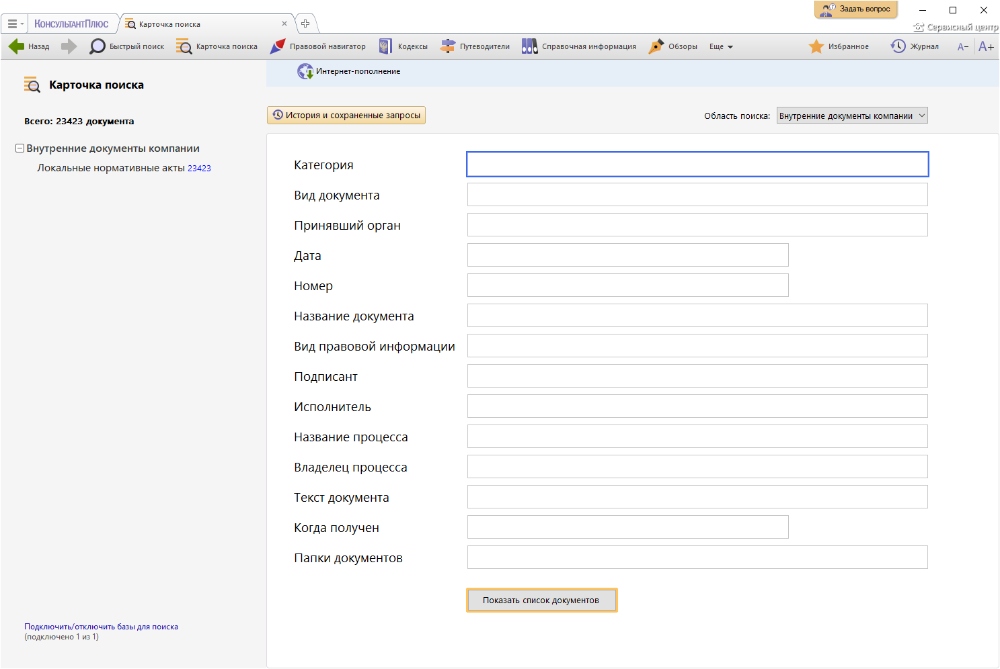 Задать вопрос
КонсультантПлюс
Карточка поиска
Сервисный центр
Назад
Быстрый поиск
Карточка поиска
Правовой навигатор
Кодексы
Путеводители
Справочная информация
Обзоры
Еще
Избранное
Журнал
A−
A+
Карточка поиска
Интернет-пополнение
Всего: 23423 документа
История и сохраненные запросы
Область поиска:
Внутренние документы компании
Внутренние документы компании
Локальные нормативные акты 23423
Категория
Вид документа
Принявший орган
Дата
Номер
Название документа
Вид правовой информации
Подписант
Исполнитель
Название процесса
Владелец процесса
Текст документа
Когда получен
Папки документов
Показать список документов
Подключить/отключить базы для поиска
(подключено 1 из 1)